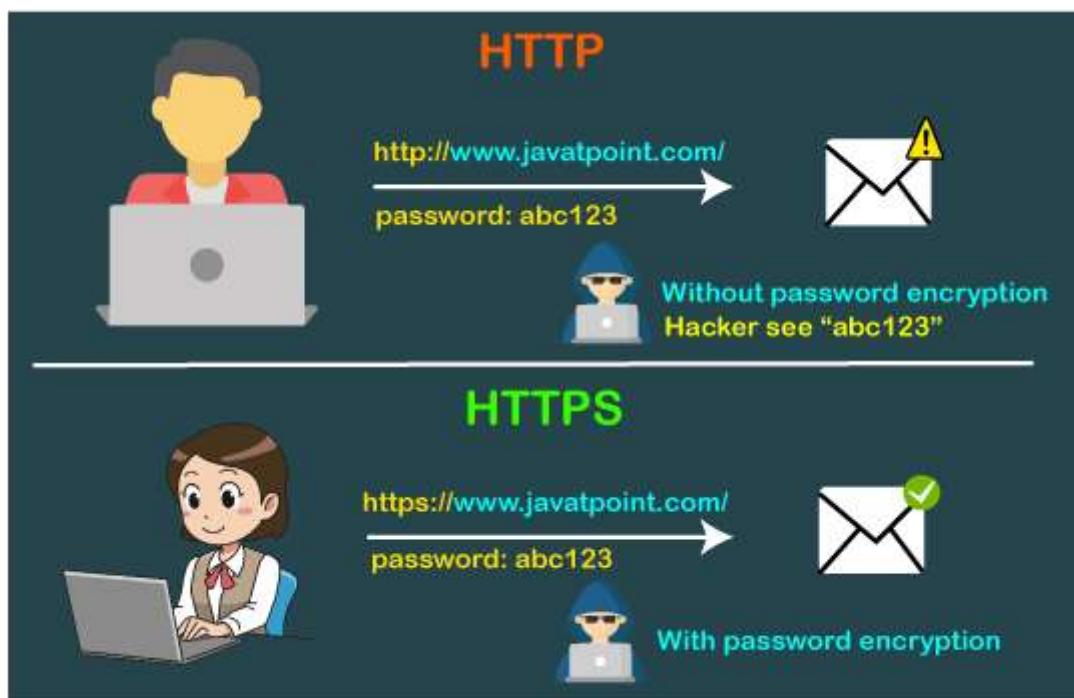 HTTP
http://www.javatpoint.com/
password: abc123
Without password encryption
Hacker see “abc123”
HTTPS
https://www.javatpoint.com/
password: abc123
With password encryption